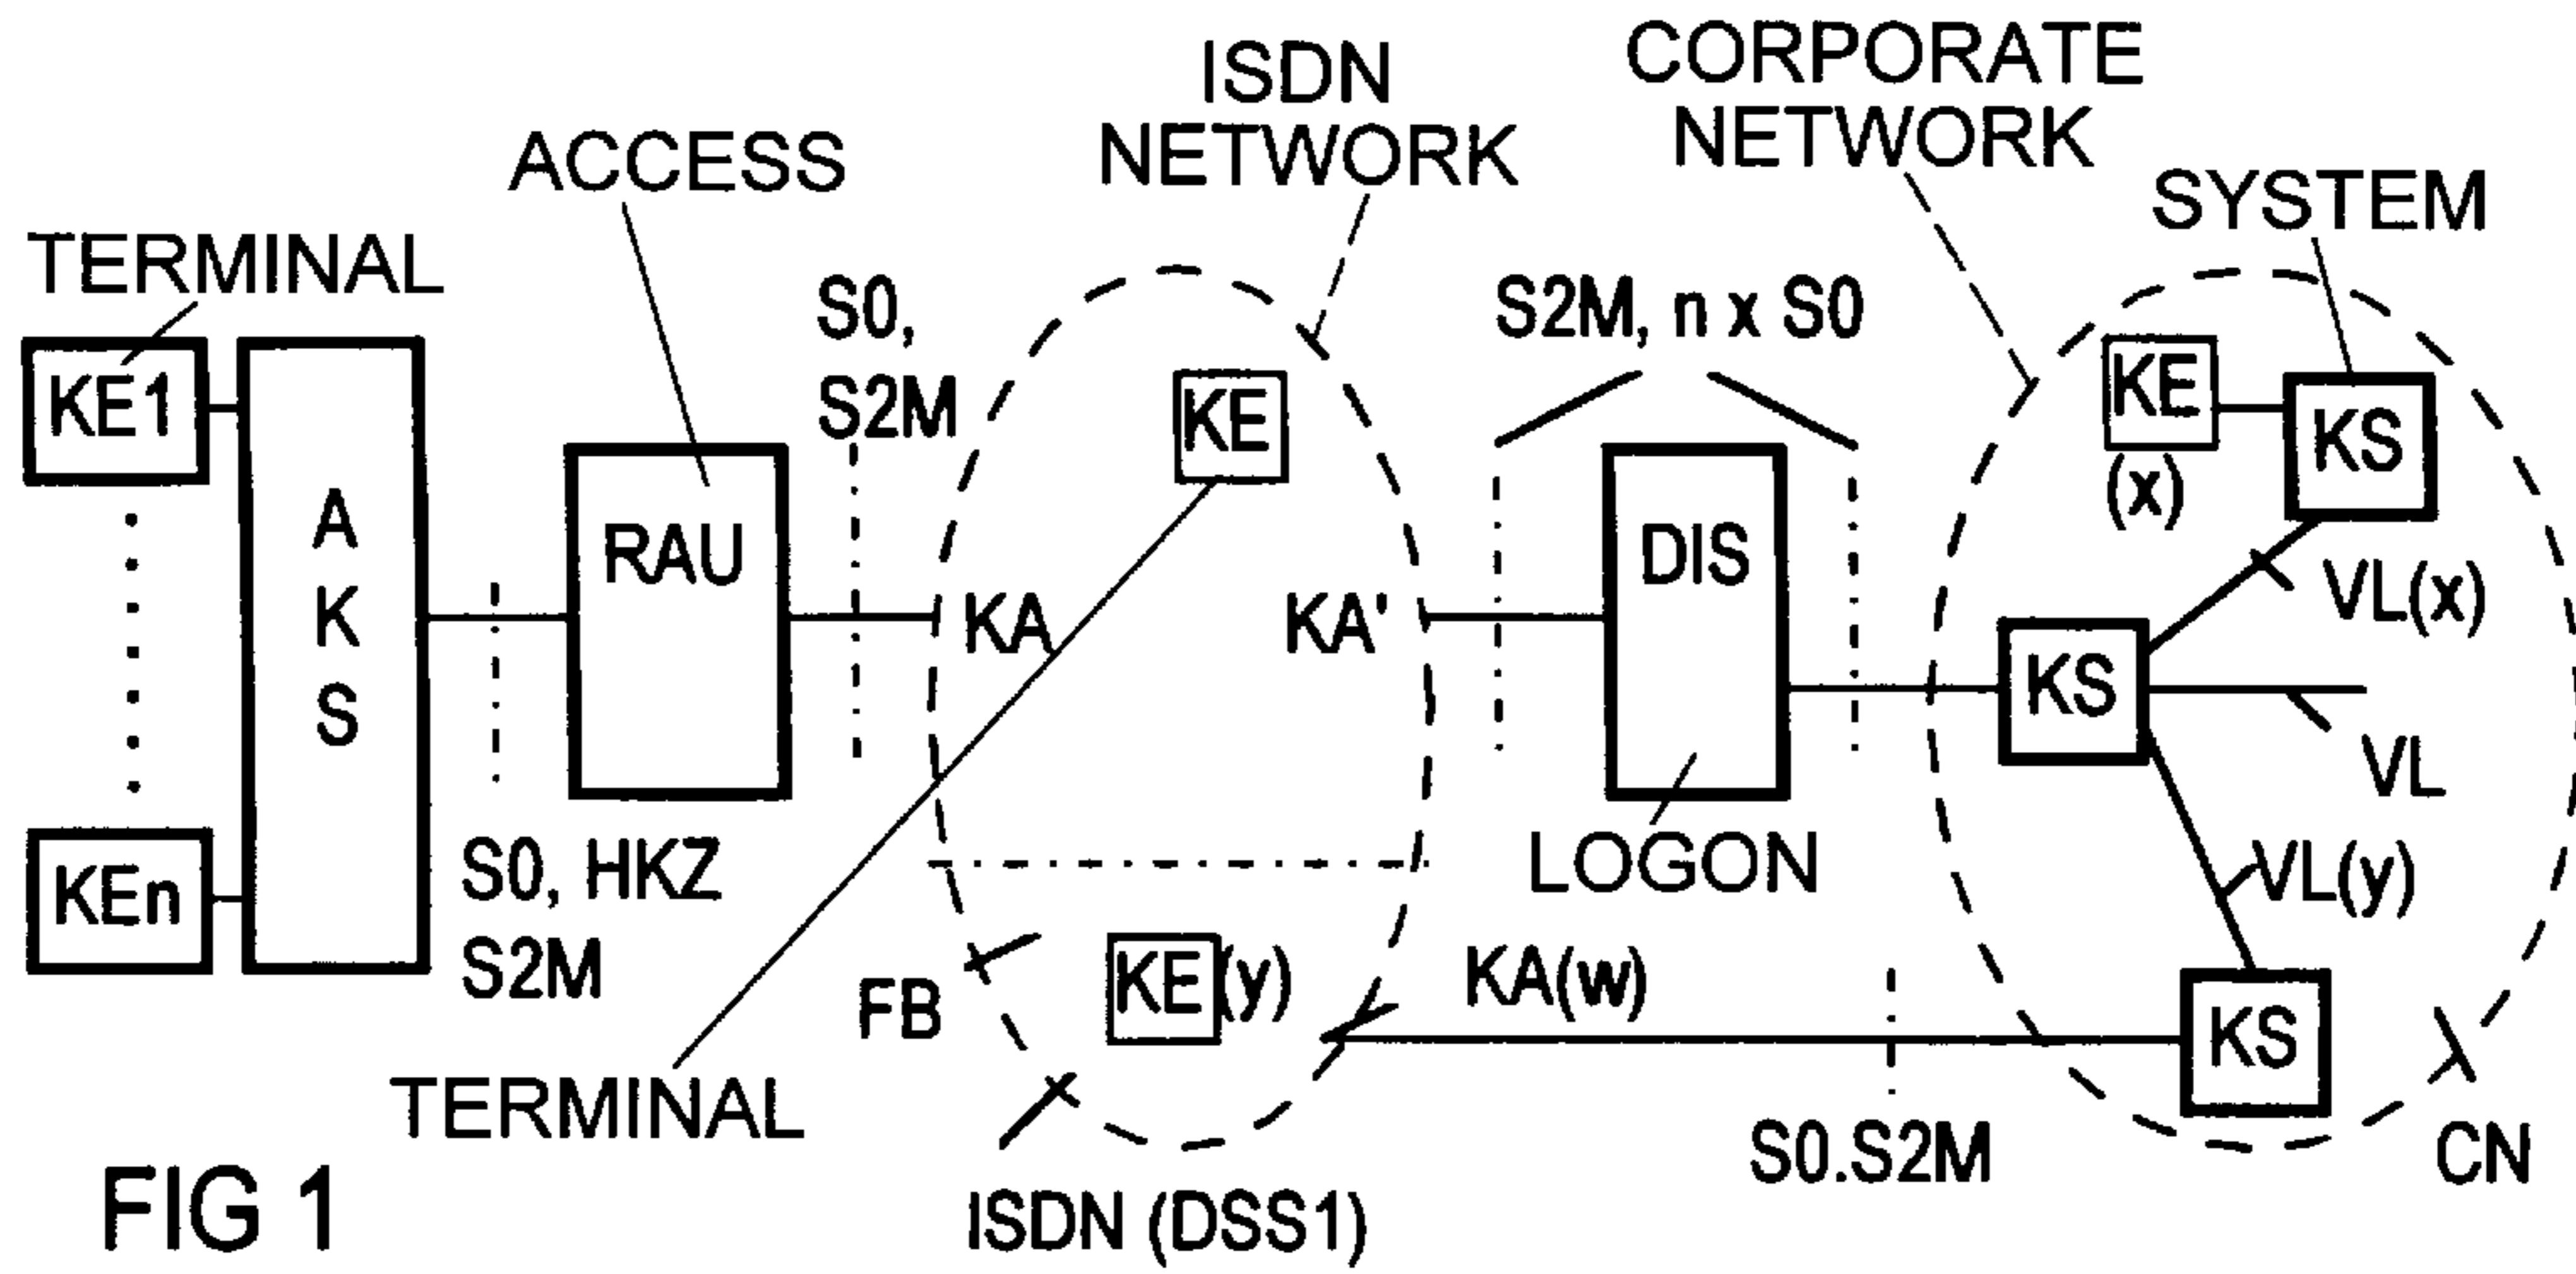 ISDN
NETWORK
CORPORATE
NETWORK
ACCESS
SYSTEM
TERMINAL
S0,
S2M
S2M, n x S0
KE1
KE
KE
(x)
KS
A
K
S
RAU
DIS
KA
KA'
VL(x)
KS
VL
KEn
S0, HKZ
S2M
LOGON
VL(y)
FB
KE(y)
KA(w)
KS
TERMINAL
S0.S2M
CN
ISDN (DSS1)
FIG 1